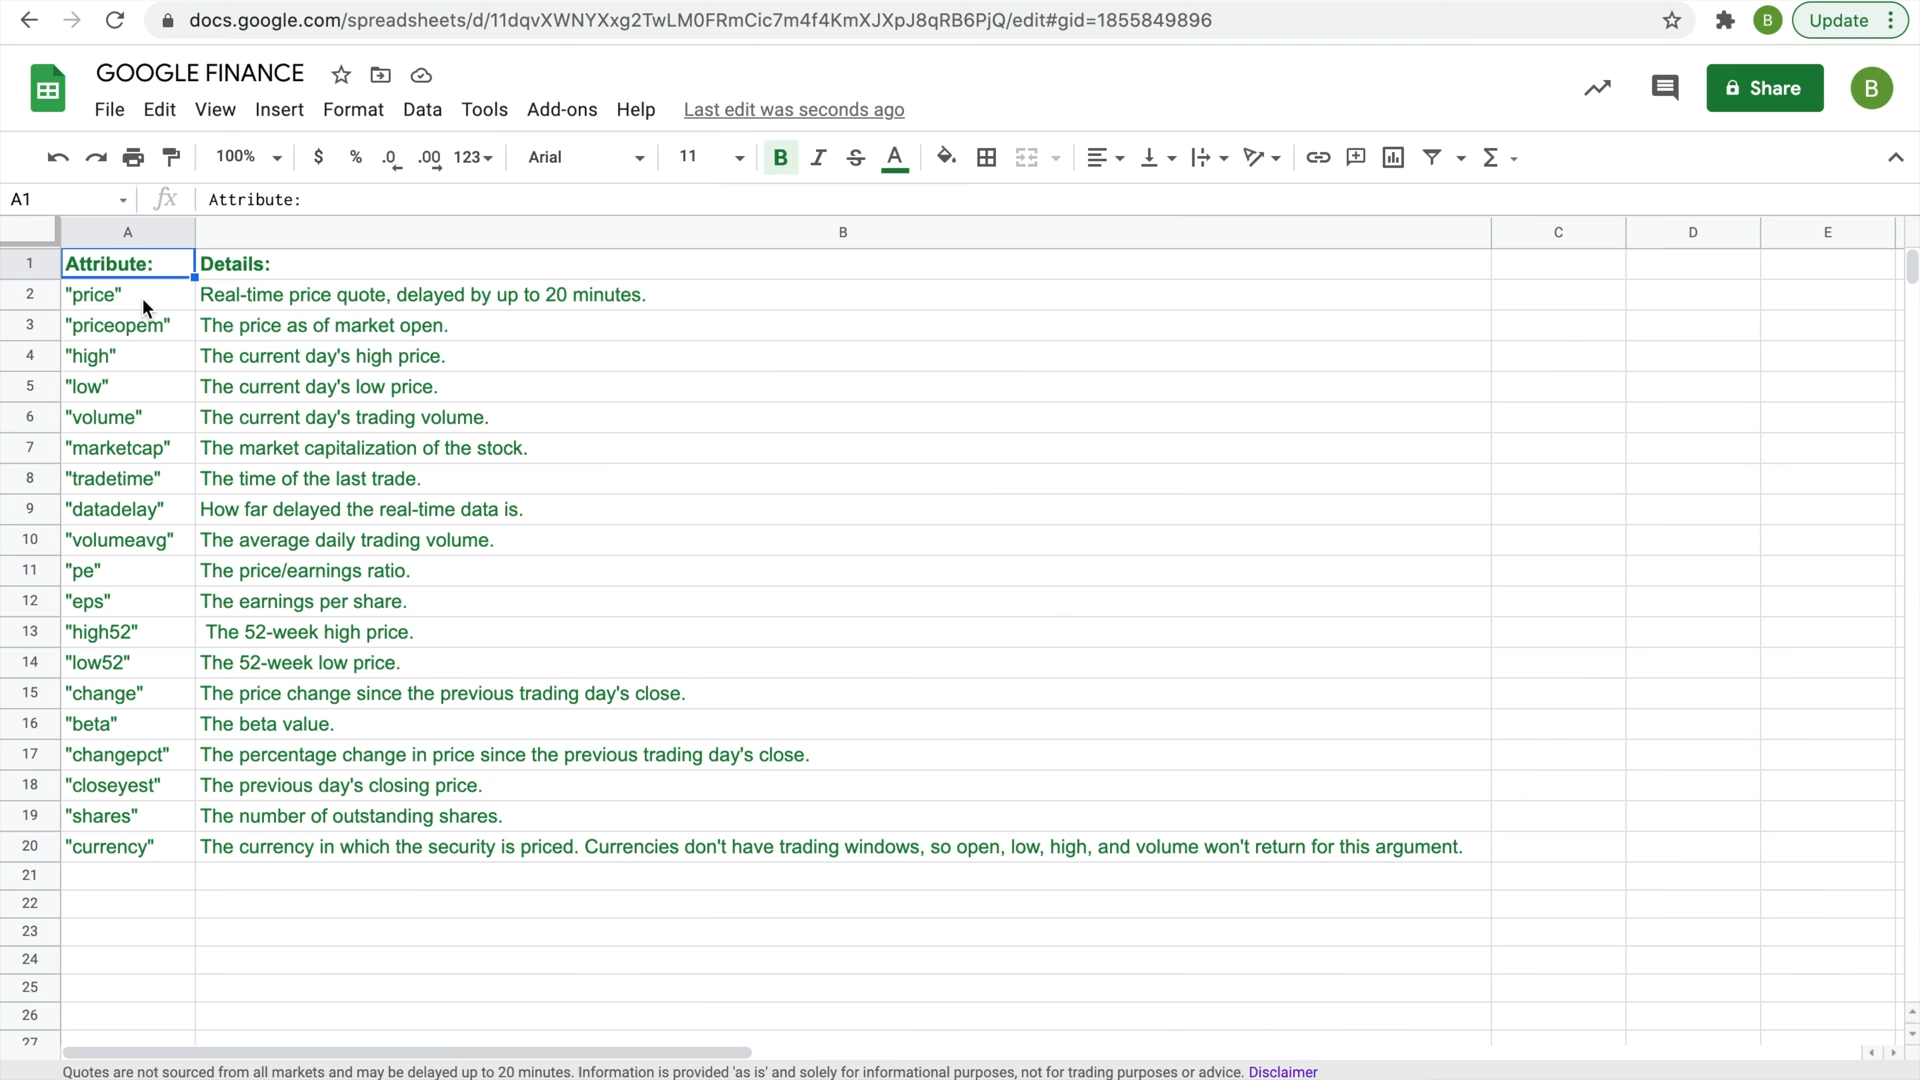 docs.google.com/spreadsheets/d/11dqvXWNYXxg2TwLM0FRmCic7m4f4KmXJXpJ8qRB6PjQ/edit#gid=1855849896
B
Update
GOOGLE FINANCE
File Edit View Insert Format Data Tools Add-ons Help Last edit was seconds ago
Share
B
100% $ % .0 .00 123 Arial 11 B I S A Σ
A1 fx Attribute:
A B C D E
1 Attribute: Details:
2 "price" Real-time price quote, delayed by up to 20 minutes.
3 "priceopem" The price as of market open.
4 "high" The current day's high price.
5 "low" The current day's low price.
6 "volume" The current day's trading volume.
7 "marketcap" The market capitalization of the stock.
8 "tradetime" The time of the last trade.
9 "datadelay" How far delayed the real-time data is.
10 "volumeavg" The average daily trading volume.
11 "pe" The price/earnings ratio.
12 "eps" The earnings per share.
13 "high52" The 52-week high price.
14 "low52" The 52-week low price.
15 "change" The price change since the previous trading day's close.
16 "beta" The beta value.
17 "changepct" The percentage change in price since the previous trading day's close.
18 "closeyest" The previous day's closing price.
19 "shares" The number of outstanding shares.
20 "currency" The currency in which the security is priced. Currencies don't have trading windows, so open, low, high, and volume won't return for this argument.
21
22
23
24
25
26
27
Quotes are not sourced from all markets and may be delayed up to 20 minutes. Information is provided 'as is' and solely for informational purposes, not for trading purposes or advice. Disclaimer